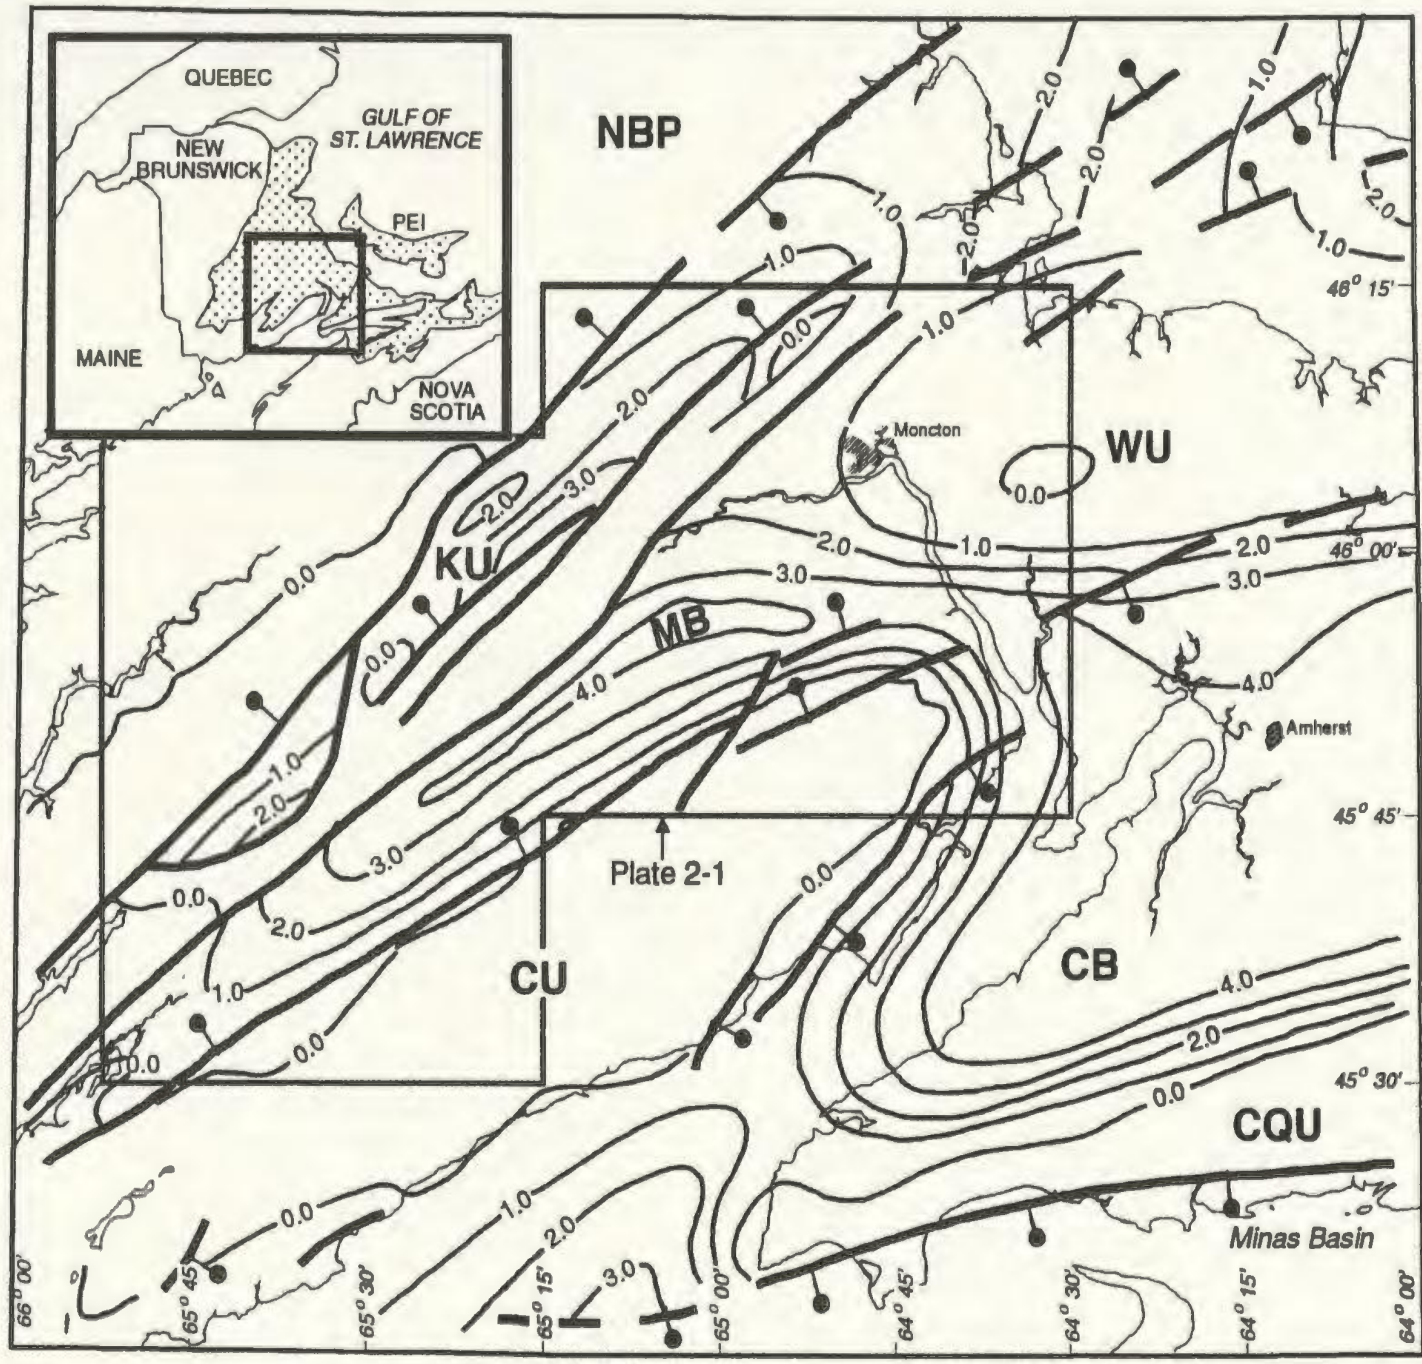 QUEBEC
GULF OF
ST. LAWRENCE
NEW
BRUNSWICK
PEI
MAINE
NOVA
SCOTIA
NBP
2.0
1.0
2.0
1.0
2.0
2.0
1.0
1.0
46° 15'
0.0
1.0
2.0
Moncton
WU
3.0
2.0
0.0
KU
0.0
2.0
1.0
2.0
46° 00'
3.0
3.0
MB
0.0
4.0
4.0
Amherst
1.0
2.0
45° 45'
3.0
Plate 2-1
0.0
0.0
2.0
CU
CB
1.0
4.0
2.0
0.0
0.0
45° 30'
0.0
CQU
0.0
1.0
2.0
Minas Basin
3.0
66° 00'
65° 45'
65° 30'
65° 15'
65° 00'
64° 45'
64° 30'
64° 15'
64° 00'